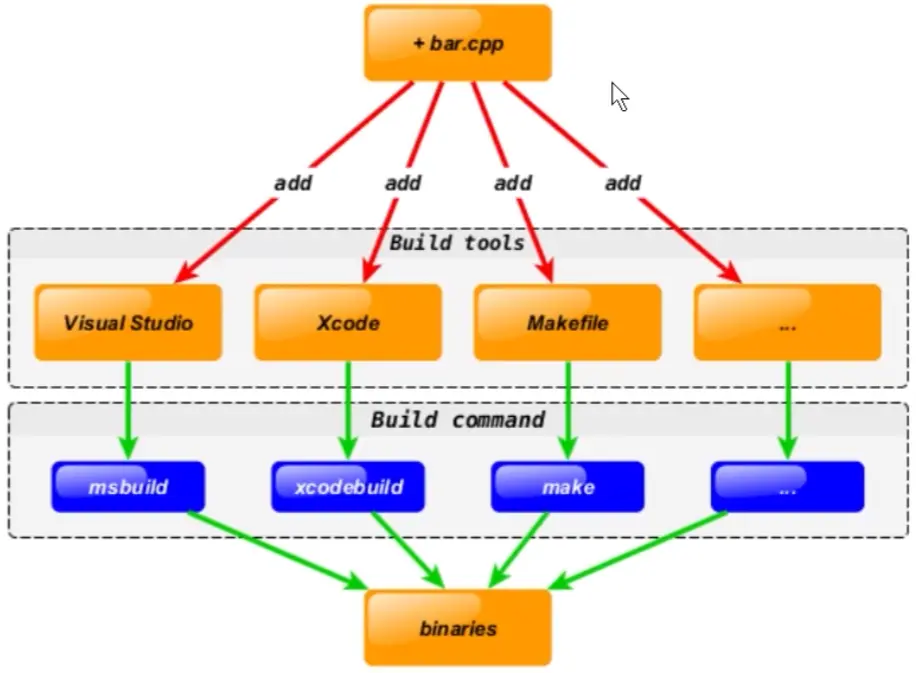 + bar.cpp
add add add add
Build tools
Visual Studio Xcode Makefile ...
Build command
msbuild xcodebuild make ...
binaries